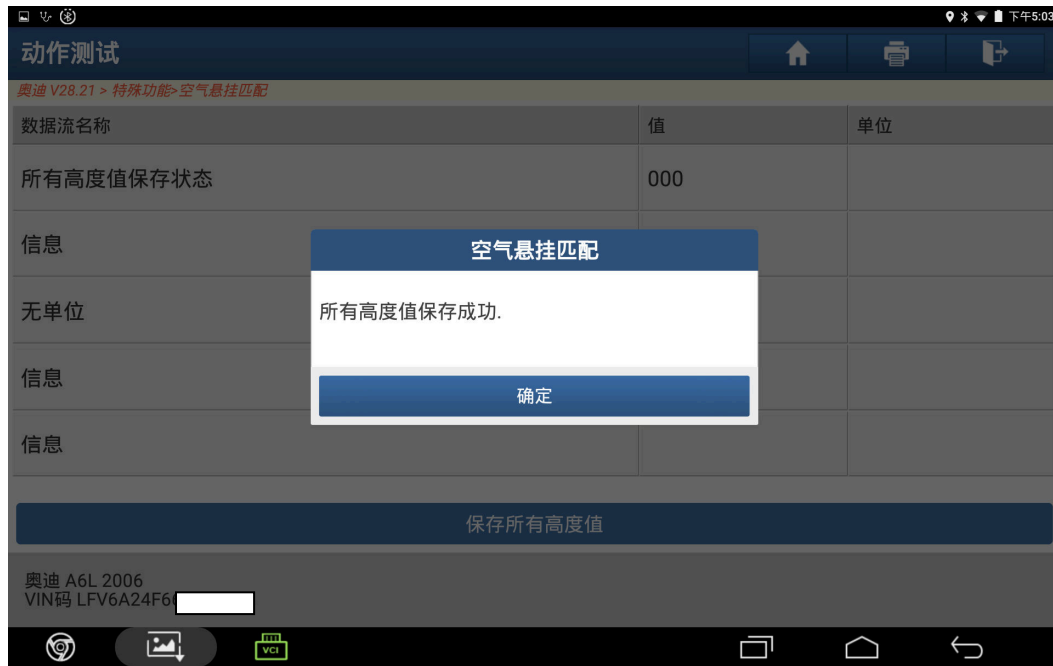 下午5:03
动作测试
奥迪 V28.21 > 特殊功能>空气悬挂匹配
数据流名称 值 单位
所有高度值保存状态 000
信息
无单位
信息
信息
空气悬挂匹配
所有高度值保存成功.
确定
保存所有高度值
奥迪 A6L 2006
VIN码 LFV6A24F6
VCI